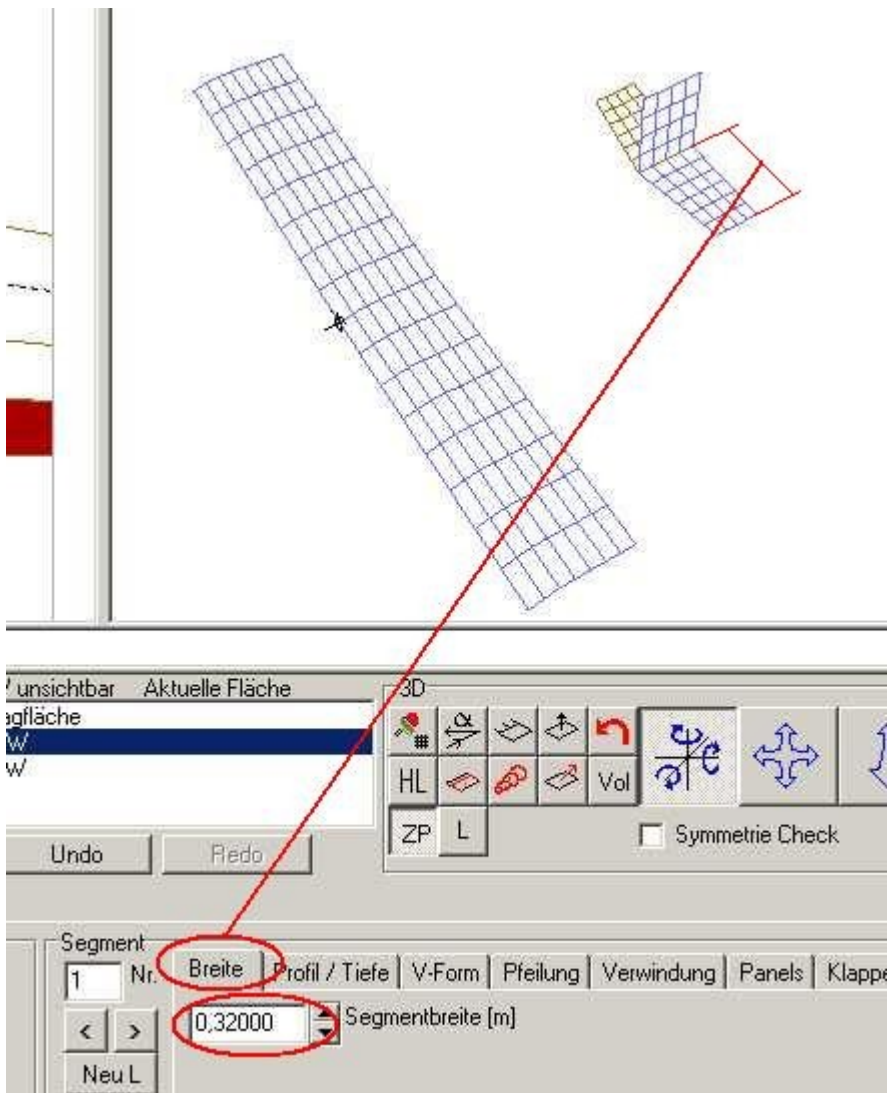 unsichtbar Aktuelle Fläche
agfläche
W
W
3D
α
HL
Vol
ZP L
Symmetrie Check
Undo Redo
Segment
1 Nr.
Breite Profil / Tiefe V-Form Pfeilung Verwindung Panels Klappe
0,32000 Segmentbreite [m]
< >
Neu L